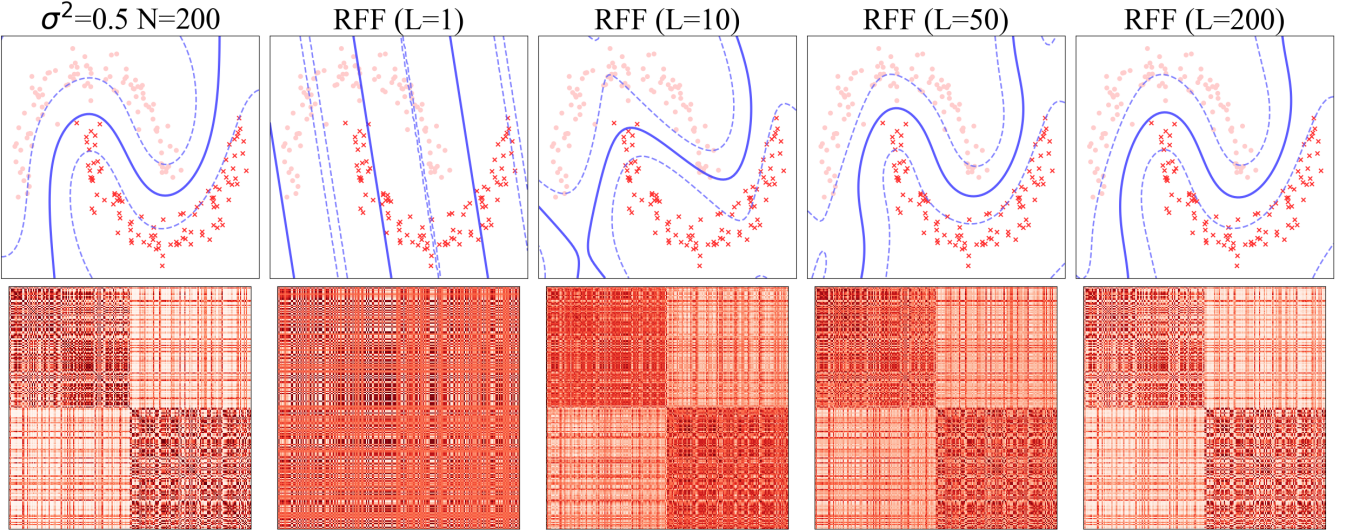 σ²=0.5 N=200
RFF (L=1)
RFF (L=10)
RFF (L=50)
RFF (L=200)